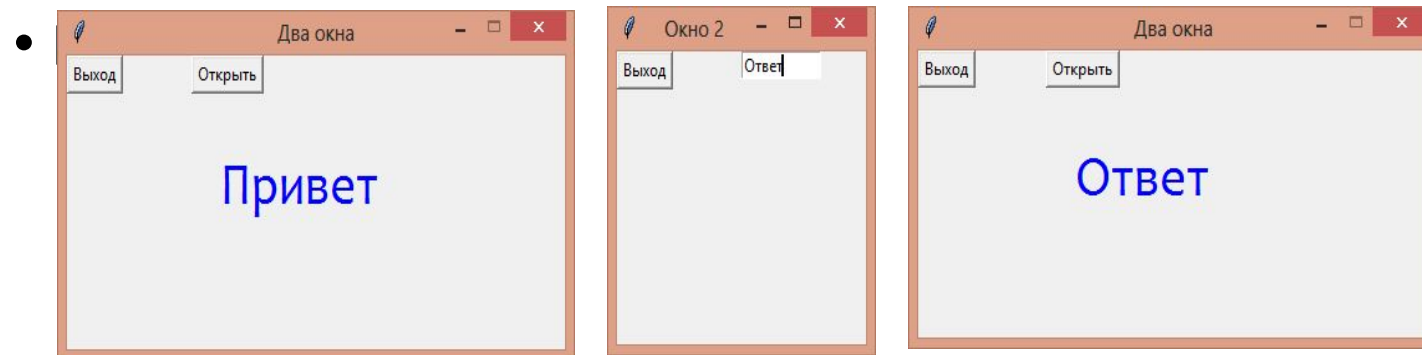 Два окна
Выход Открыть
Привет
Окно 2
Выход Ответ
Два окна
Выход Открыть
Ответ